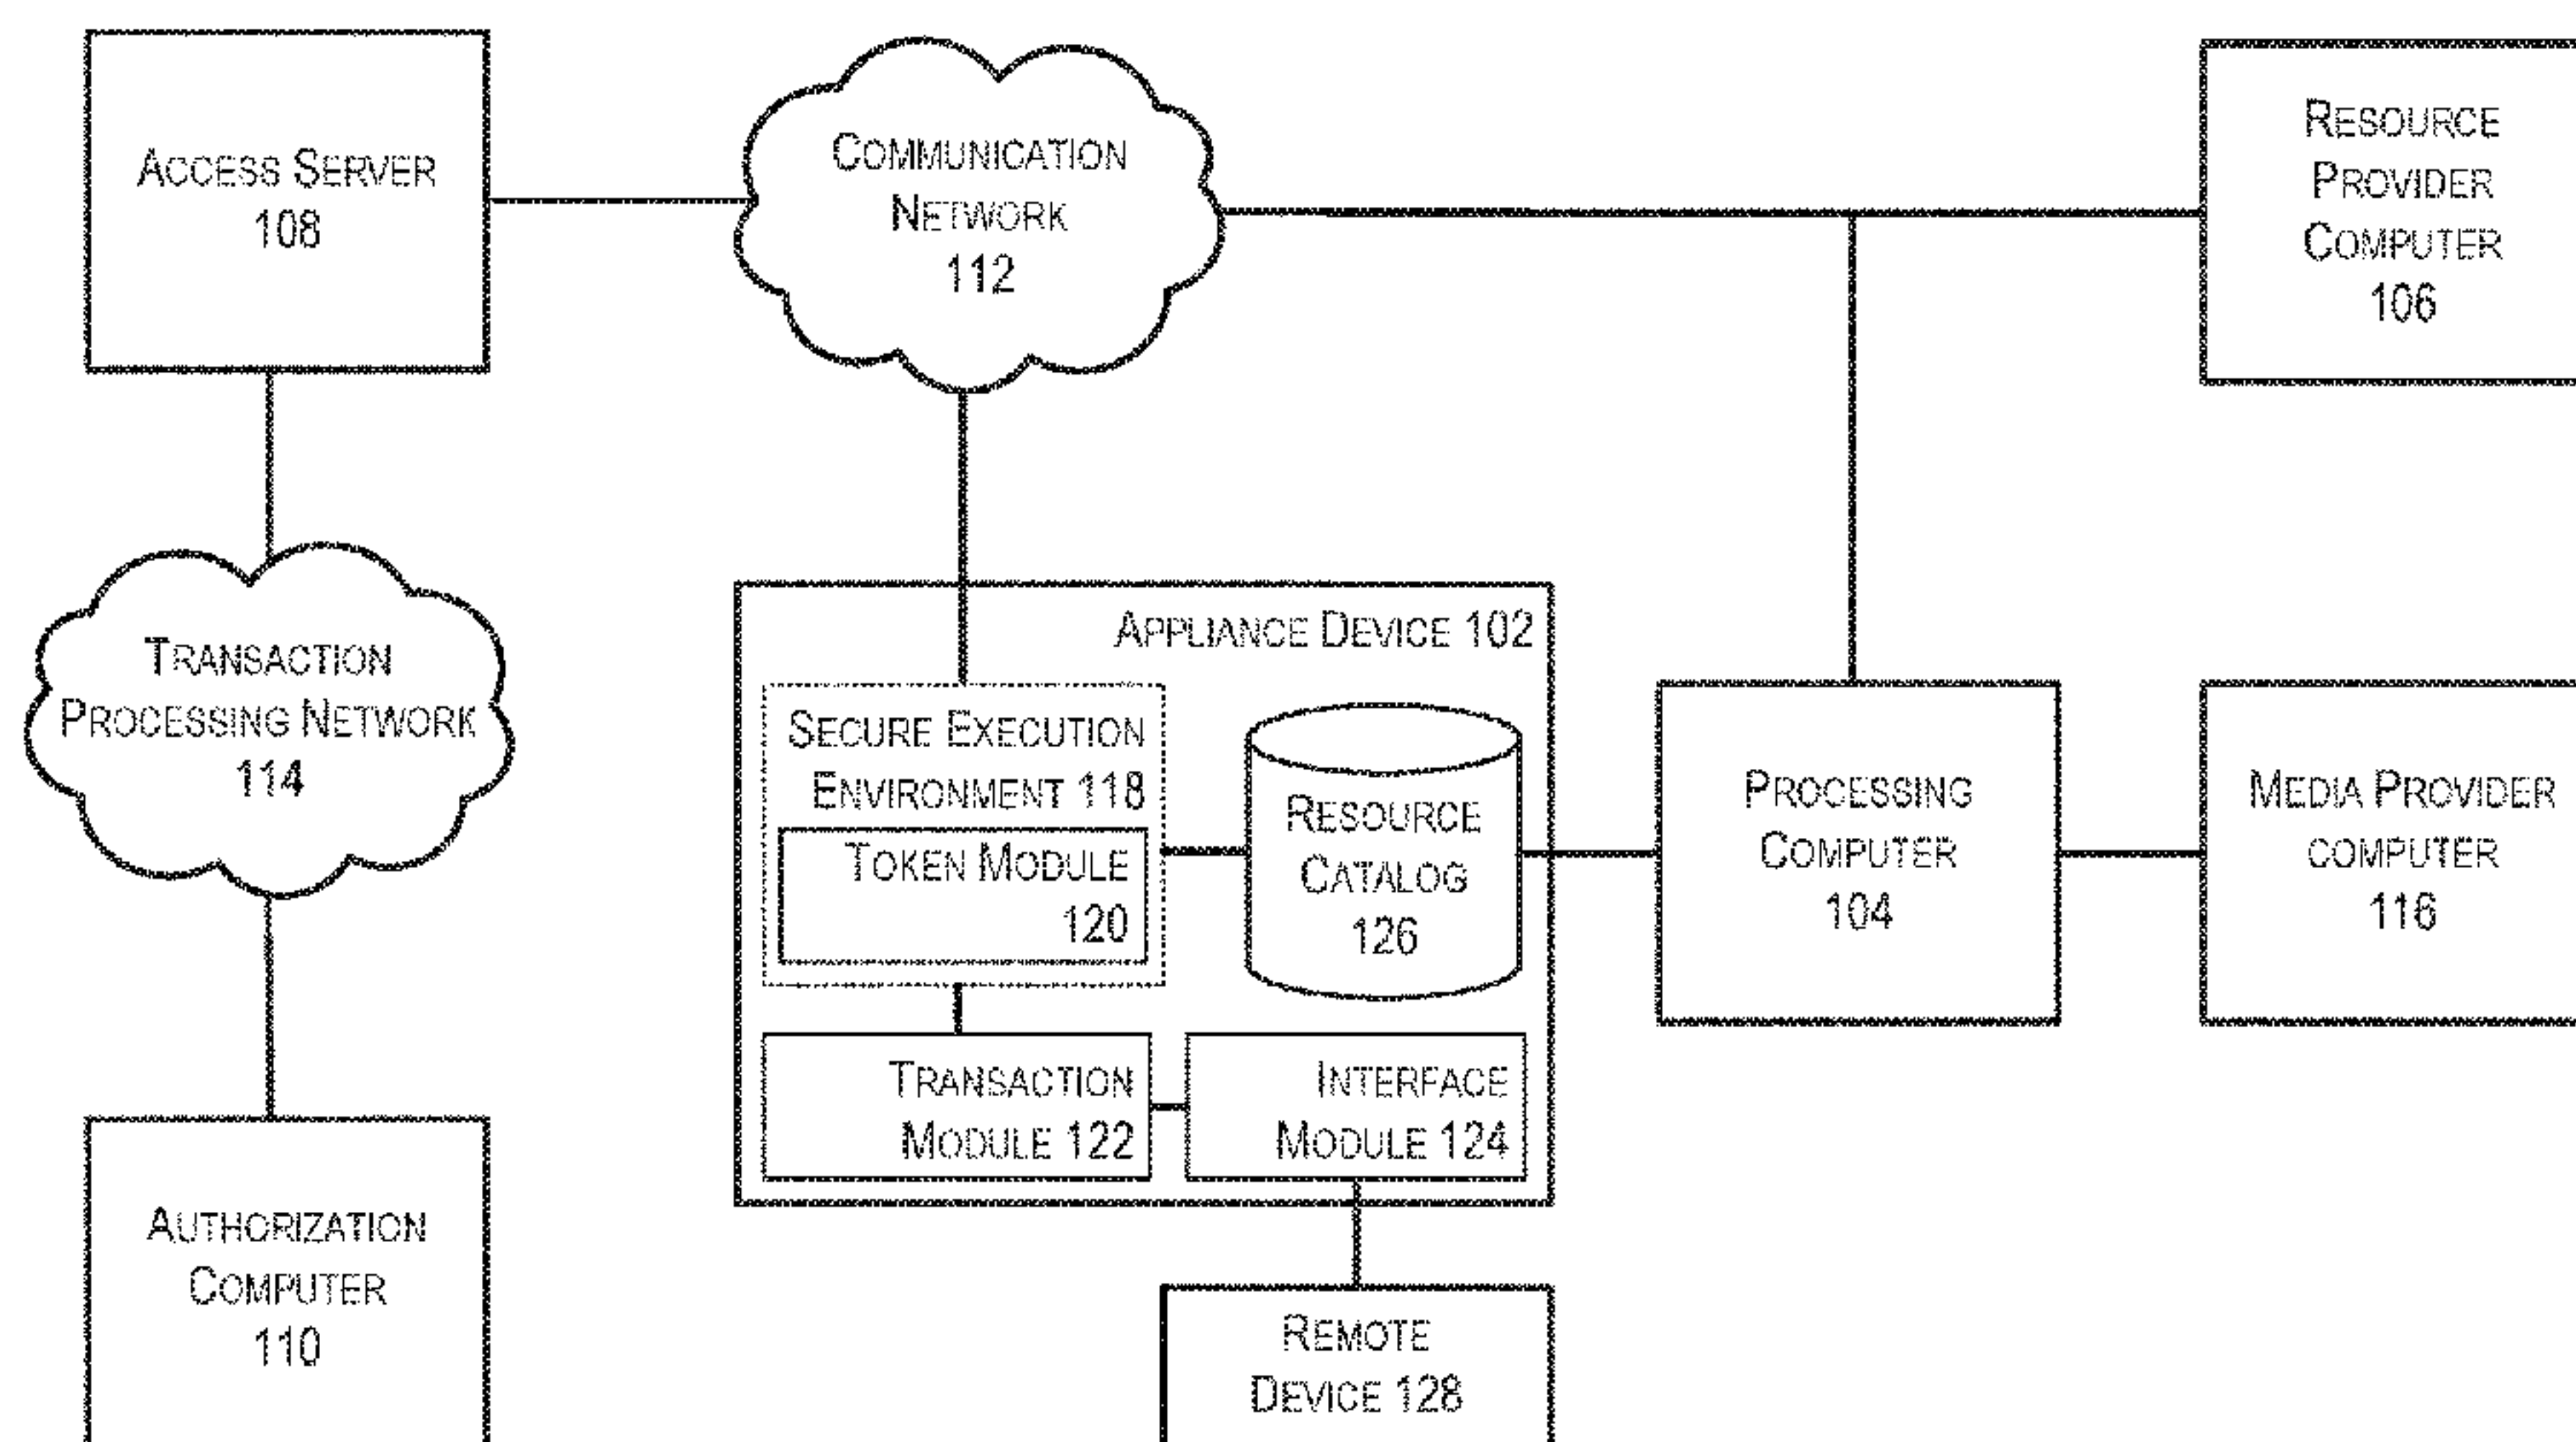 ACCESS SERVER
108
COMMUNICATION
NETWORK
112
RESOURCE
PROVIDER
COMPUTER
106
TRANSACTION
PROCESSING NETWORK
114
APPLIANCE DEVICE 102
SECURE EXECUTION
ENVIRONMENT 118
TOKEN MODULE
120
RESOURCE
CATALOG
126
PROCESSING
COMPUTER
104
MEDIA PROVIDER
COMPUTER
116
TRANSACTION
MODULE 122
INTERFACE
MODULE 124
AUTHORIZATION
COMPUTER
110
REMOTE
DEVICE 128